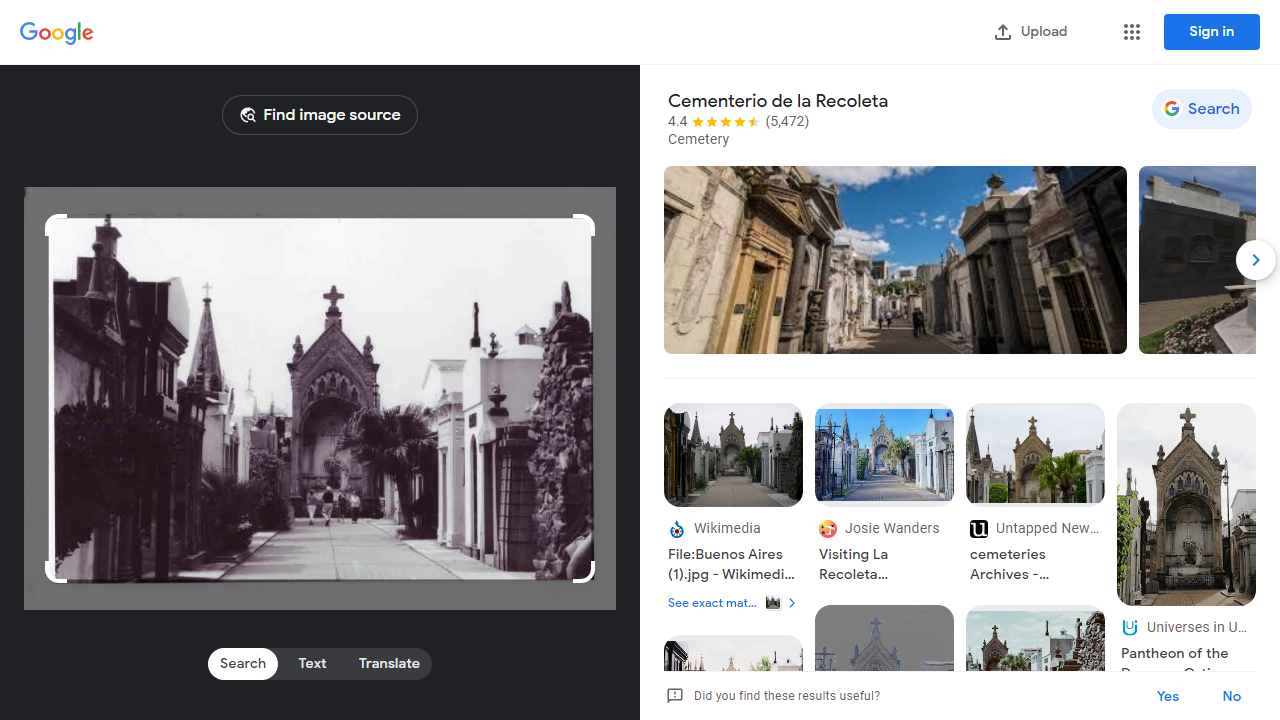 Google
Upload
Sign in
Find image source
Search
Text
Translate
Cementerio de la Recoleta
4.4 (5,472)
Cemetery
Search
Wikimedia
File:Buenos Aires
(1).jpg - Wikimedi...
See exact mat...
Josie Wanders
Visiting La
Recoleta...
Untapped New...
cemeteries
Archives -...
Universes in U...
Pantheon of the
Did you find these results useful?
Yes
No